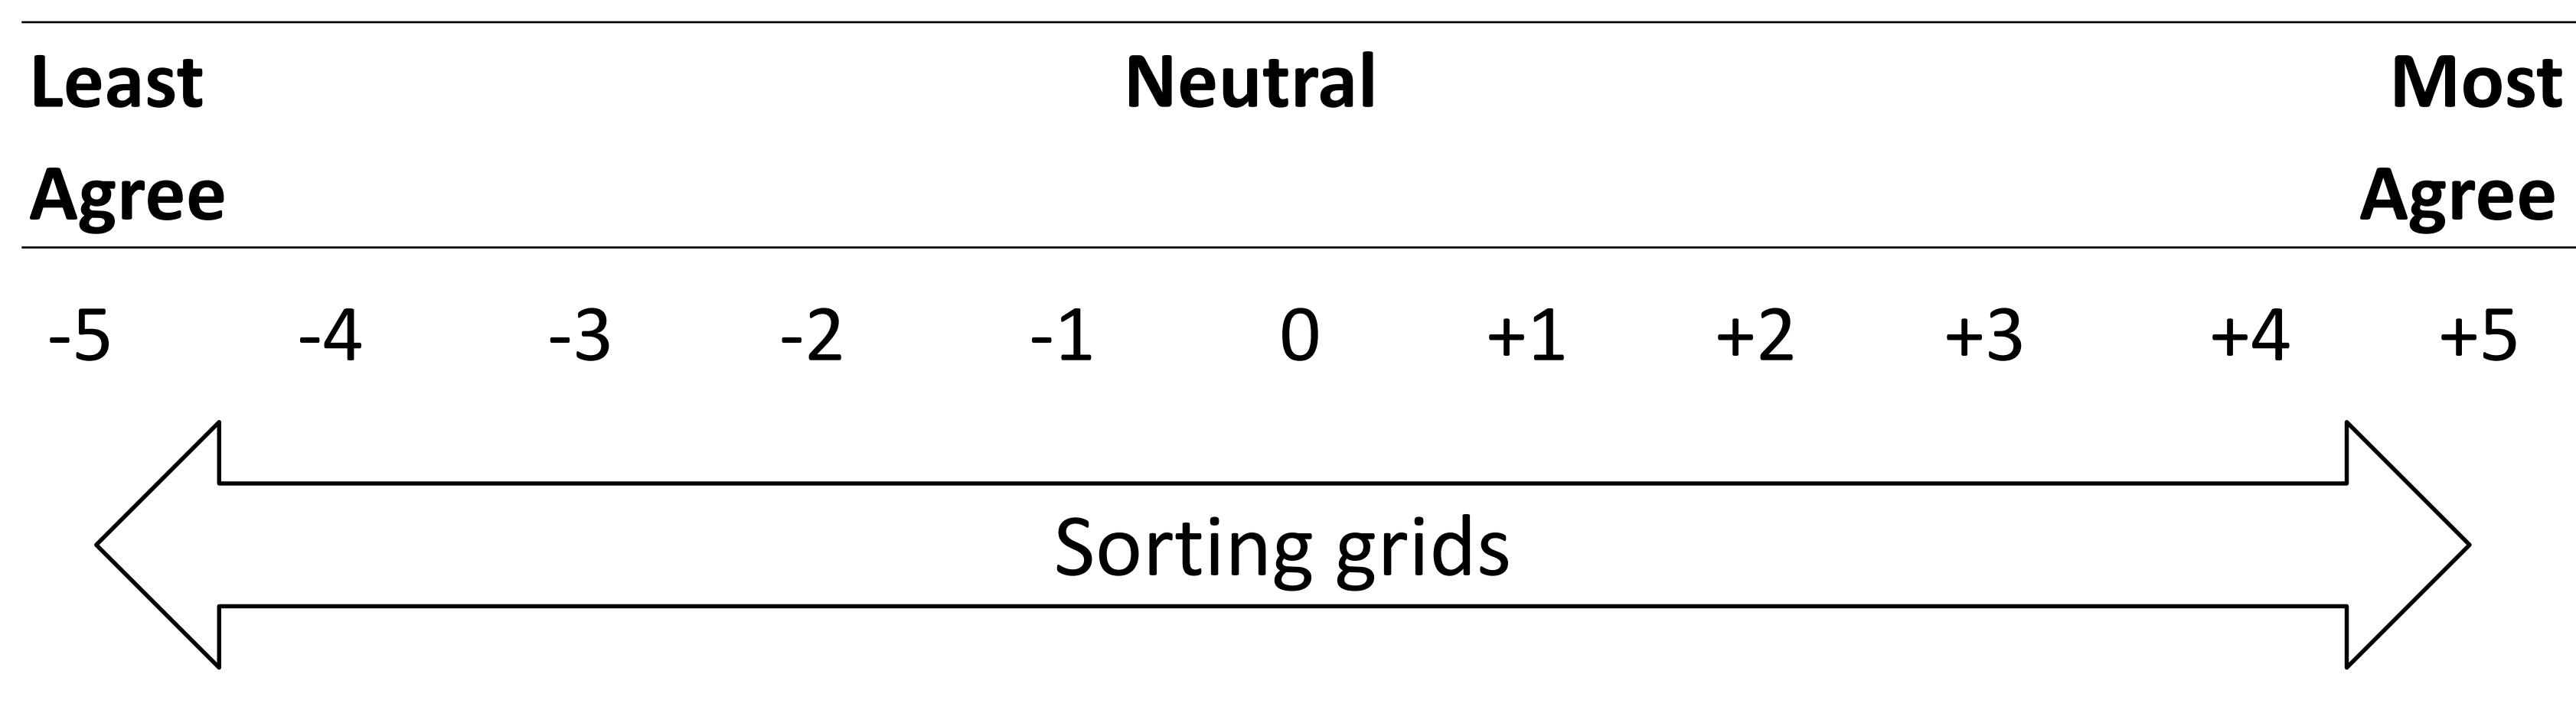 Least Neutral Most
Agree Agree
-5 -4 -3 -2 -1 0 +1 +2 +3 +4 +5
Sorting grids